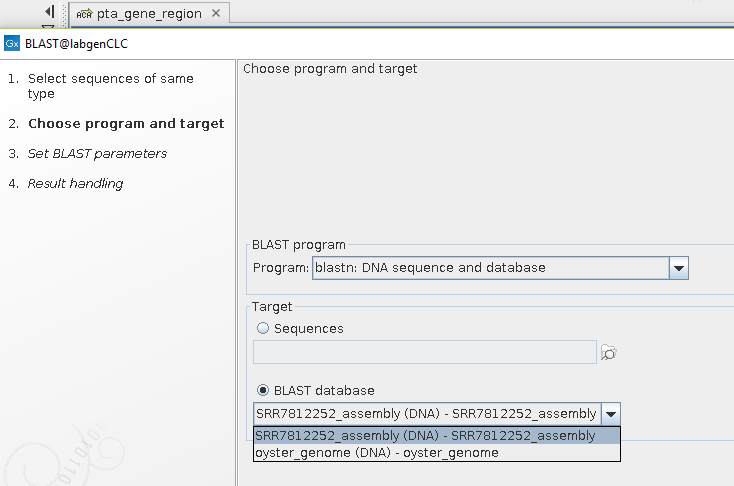 pta_gene_region
BLAST@labgenCLC
1. Select sequences of same
type
2. Choose program and target
3. Set BLAST parameters
4. Result handling
Choose program and target
BLAST program
Program: blastn: DNA sequence and database
Target
Sequences
BLAST database
SRR7812252_assembly (DNA) - SRR7812252_assembly
SRR7812252_assembly (DNA) - SRR7812252_assembly
oyster_genome (DNA) - oyster_genome